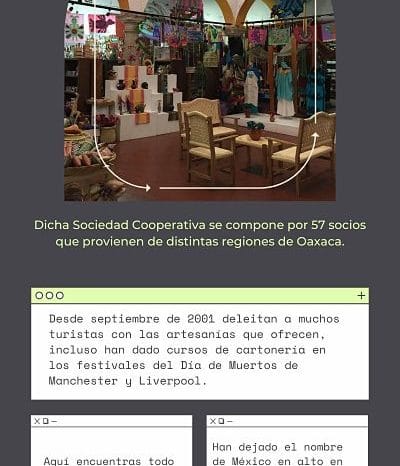 Dicha Sociedad Cooperativa se compone por 57 socios
que provienen de distintas regiones de Oaxaca.
Desde septiembre de 2001 deleitan a muchos
turistas con las artesanías que ofrecen,
incluso han dado cursos de cartonería en
los festivales del Día de Muertos de
Manchester y Liverpool.
Aquí encuentras todo
Han dejado el nombre
de México en alto en